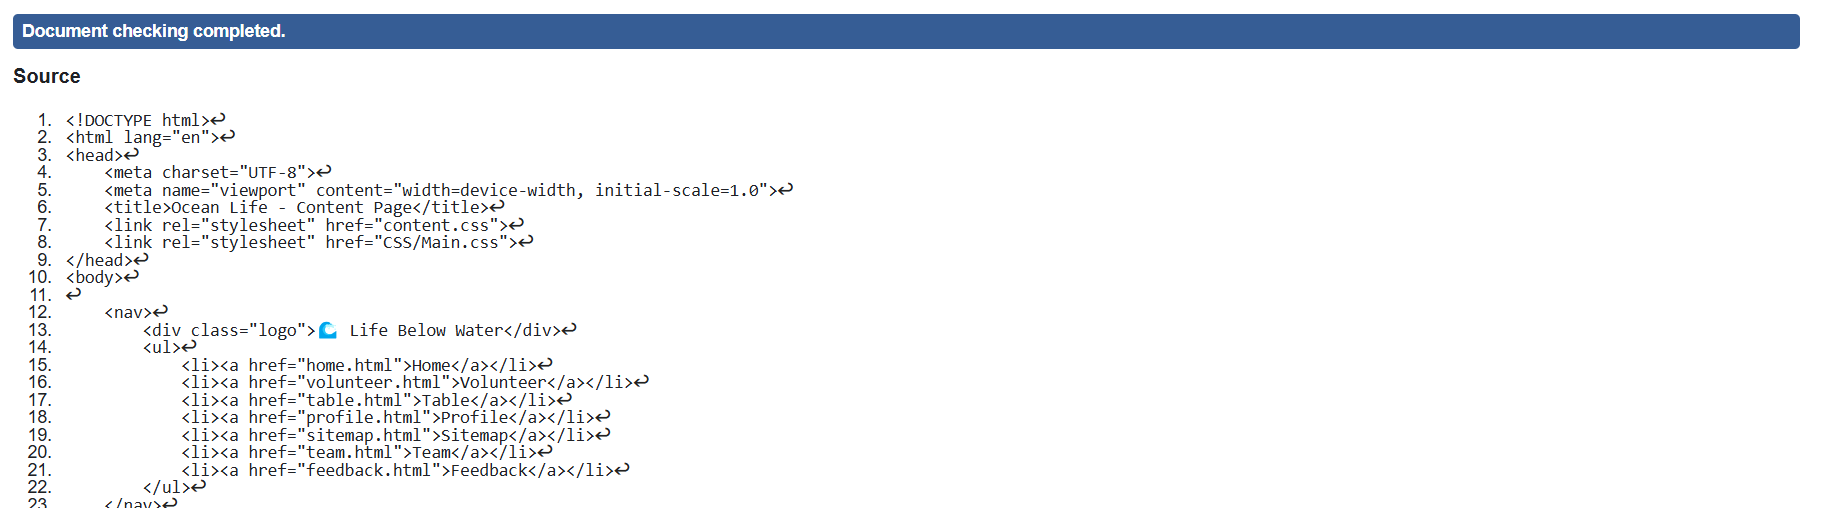 Document checking completed.
Source
1. <!DOCTYPE html>↩
2. <html lang="en">↩
3. <head>↩
4.     <meta charset="UTF-8">↩
5.     <meta name="viewport" content="width=device-width, initial-scale=1.0">↩
6.     <title>Ocean Life - Content Page</title>↩
7.     <link rel="stylesheet" href="content.css">↩
8.     <link rel="stylesheet" href="CSS/Main.css">↩
9. </head>↩
10. <body>↩
11. ↩
12.     <nav>↩
13.         <div class="logo">🌊 Life Below Water</div>↩
14.         <ul>↩
15.             <li><a href="home.html">Home</a></li>↩
16.             <li><a href="volunteer.html">Volunteer</a></li>↩
17.             <li><a href="table.html">Table</a></li>↩
18.             <li><a href="profile.html">Profile</a></li>↩
19.             <li><a href="sitemap.html">Sitemap</a></li>↩
20.             <li><a href="team.html">Team</a></li>↩
21.             <li><a href="feedback.html">Feedback</a></li>↩
22.         </ul>↩
23.     </nav>↩